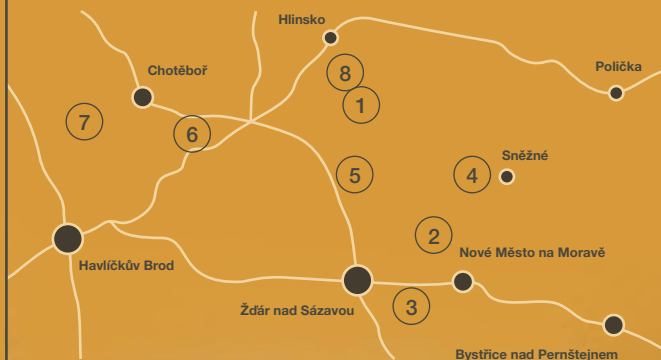 Hlinsko
Chotěboř
Polička
8
1
7
6
Sněžné
5
4
2
Nové Město na Moravě
Havlíčkův Brod
Žďár nad Sázavou
3
Bystřice nad Pernštejnem